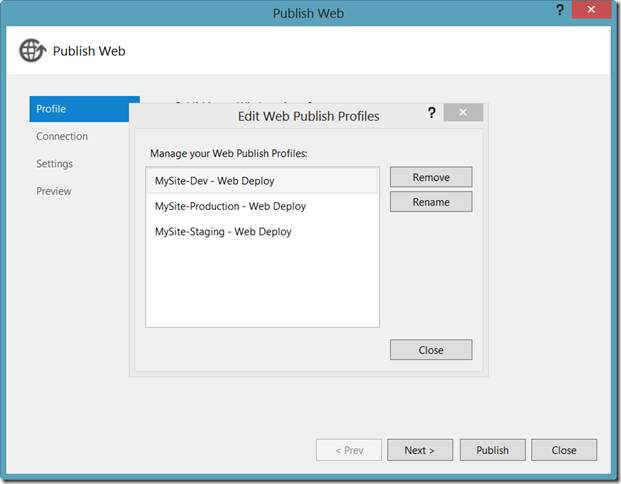 Publish Web
?
Publish Web
Profile
Connection
Settings
Preview
Edit Web Publish Profiles
?
Manage your Web Publish Profiles:
MySite-Dev - Web Deploy
MySite-Production - Web Deploy
MySite-Staging - Web Deploy
Remove
Rename
Close
< Prev
Next >
Publish
Close